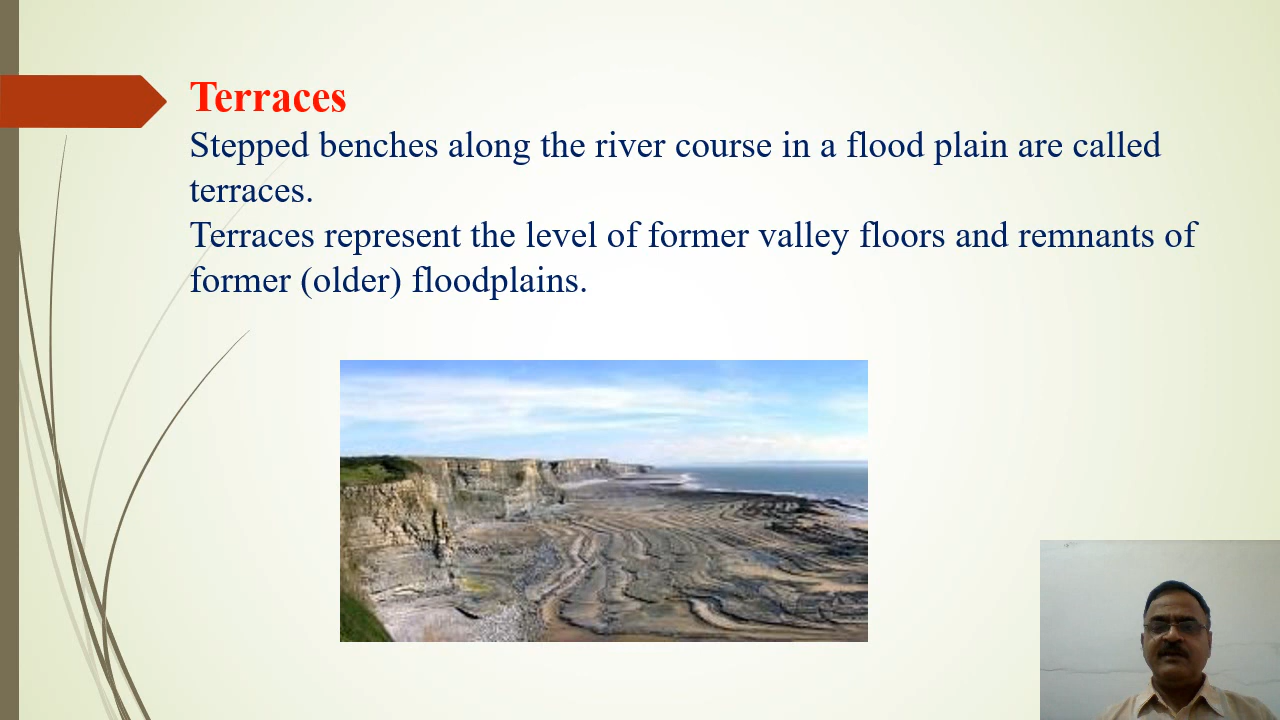 Terraces
Stepped benches along the river course in a flood plain are called
terraces.
Terraces represent the level of former valley floors and remnants of
former (older) floodplains.